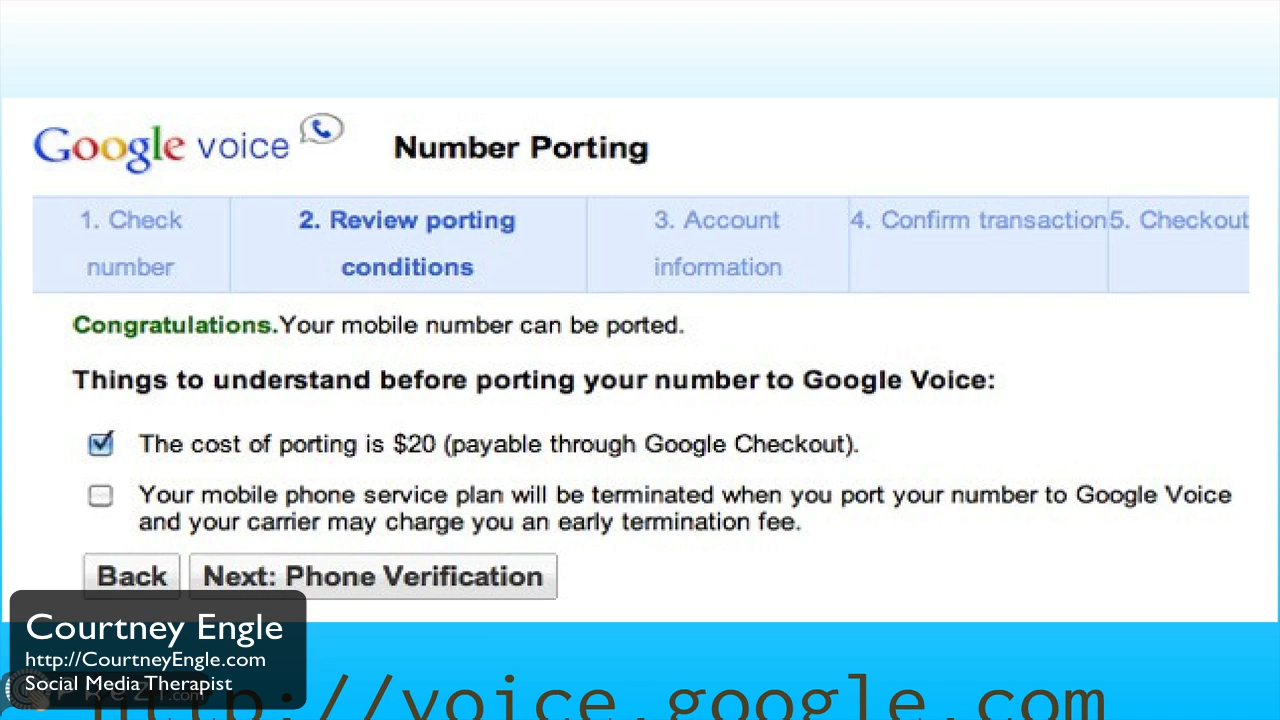 Google voice
Number Porting
1. Check
number
2. Review porting
conditions
3. Account
information
4. Confirm transaction
5. Checkout
Congratulations.Your mobile number can be ported.
Things to understand before porting your number to Google Voice:
The cost of porting is $20 (payable through Google Checkout).
Your mobile phone service plan will be terminated when you port your number to Google Voice
and your carrier may charge you an early termination fee.
Back
Next: Phone Verification
Courtney Engle
http://CourtneyEngle.com
Social Media Therapist
Prezi.com
http://voice.google.com